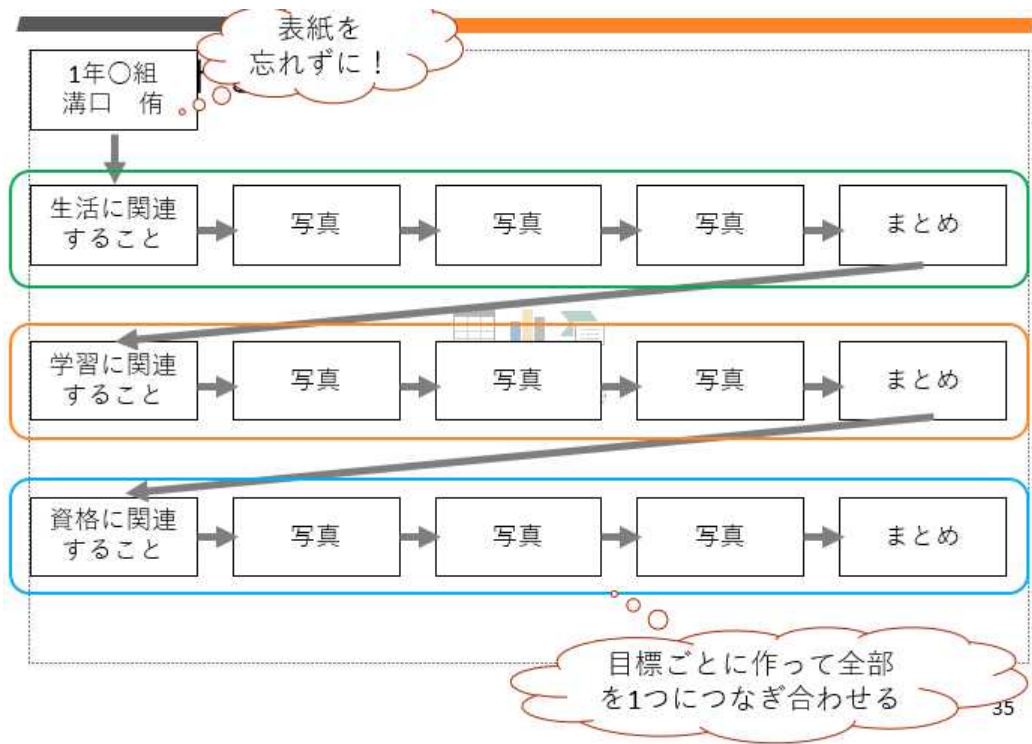 表紙を
忘れずに！
1年〇組
溝口　侑
生活に関連
すること
写真
写真
写真
まとめ
学習に関連
すること
写真
写真
写真
まとめ
資格に関連
すること
写真
写真
写真
まとめ
目標ごとに作って全部
を1つにつなぎ合わせる
35